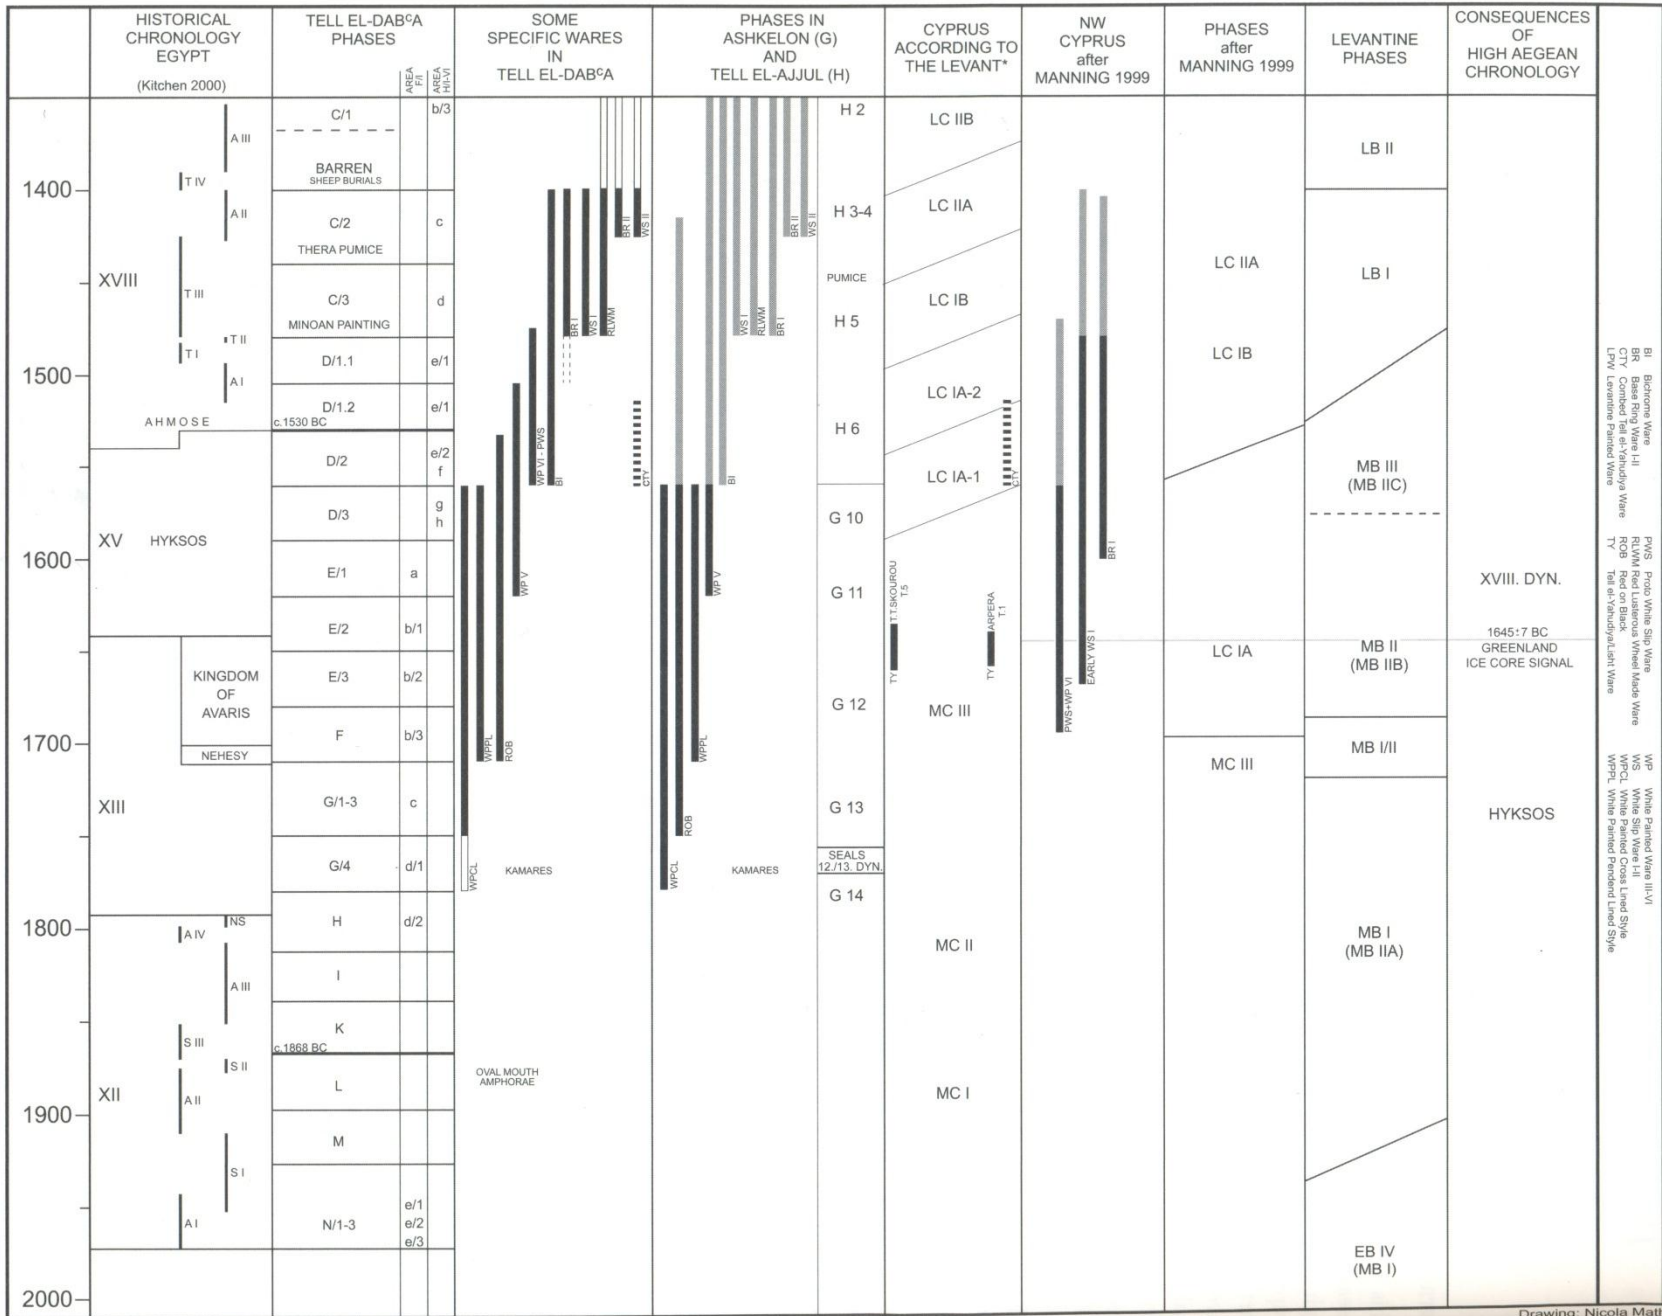 HISTORICAL
CHRONOLOGY
EGYPT
(Kitchen 2000)
TELL EL-DABᶜA
PHASES
AREA
F/I
AREA
H/I-VI
SOME
SPECIFIC WARES
IN
TELL EL-DABᶜA
PHASES IN
ASHKELON (G)
AND
TELL EL-AJJUL (H)
CYPRUS
ACCORDING TO
THE LEVANT*
NW
CYPRUS
after
MANNING 1999
PHASES
after
MANNING 1999
LEVANTINE
PHASES
CONSEQUENCES
OF
HIGH AEGEAN
CHRONOLOGY
1400
1500
1600
1700
1800
1900
2000
A III
T IV
A II
XVIII
T III
T II
T I
A I
AHMOSE
XV HYKSOS
KINGDOM
OF
AVARIS
NEHESY
XIII
NS
A IV
A III
S III
S II
XII
A II
S I
A I
C/1
b/3
BARREN
SHEEP BURIALS
C/2
c
THERA PUMICE
C/3
d
MINOAN PAINTING
D/1.1
e/1
D/1.2
e/1
c.1530 BC
D/2
e/2
f
D/3
g
h
E/1
a
E/2
b/1
E/3
b/2
F
b/3
G/1-3
c
G/4
d/1
H
d/2
I
K
c.1868 BC
L
M
N/1-3
e/1
e/2
e/3
BR II
WS II
BR I
WS I
RLWM
WP VI - PWS
BI
CTY
WP V
WPPL
ROB
WPCL
KAMARES
OVAL MOUTH
AMPHORAE
BR II
WS II
WS I
RLWM
BR I
BI
WP V
WPPL
ROB
WPCL
KAMARES
H 2
H 3-4
PUMICE
H 5
H 6
G 10
G 11
G 12
G 13
SEALS
12./13. DYN.
G 14
LC IIB
LC IIA
LC IB
LC IA-2
LC IA-1
CTY
T.T.SKOUROU
T.5
TY
ARPERA
T.1
TY
MC III
MC II
MC I
BR I
EARLY WS I
PWS+WP VI
LC IIA
LC IB
LC IA
MC III
LB II
LB I
MB III
(MB IIC)
MB II
(MB IIB)
MB I/II
MB I
(MB IIA)
EB IV
(MB I)
XVIII. DYN.
1645±7 BC
GREENLAND
ICE CORE SIGNAL
HYKSOS
BI Bichrome Ware
BR Base Ring Ware I-II
CTY Combed Tell el-Yahudiya Ware
LPW Levantine Painted Ware
PWS Proto White Slip Ware
RLWM Red Lusterous Wheel Made Ware
ROB Red on Black
TY Tell el-Yahudiya/Lisht Ware
WP White Painted Ware III-VI
WS White Slip Ware I-II
WPCL White Painted Cross Lined Style
WPPL White Painted Pendend Lined Style
Drawing: Nicola